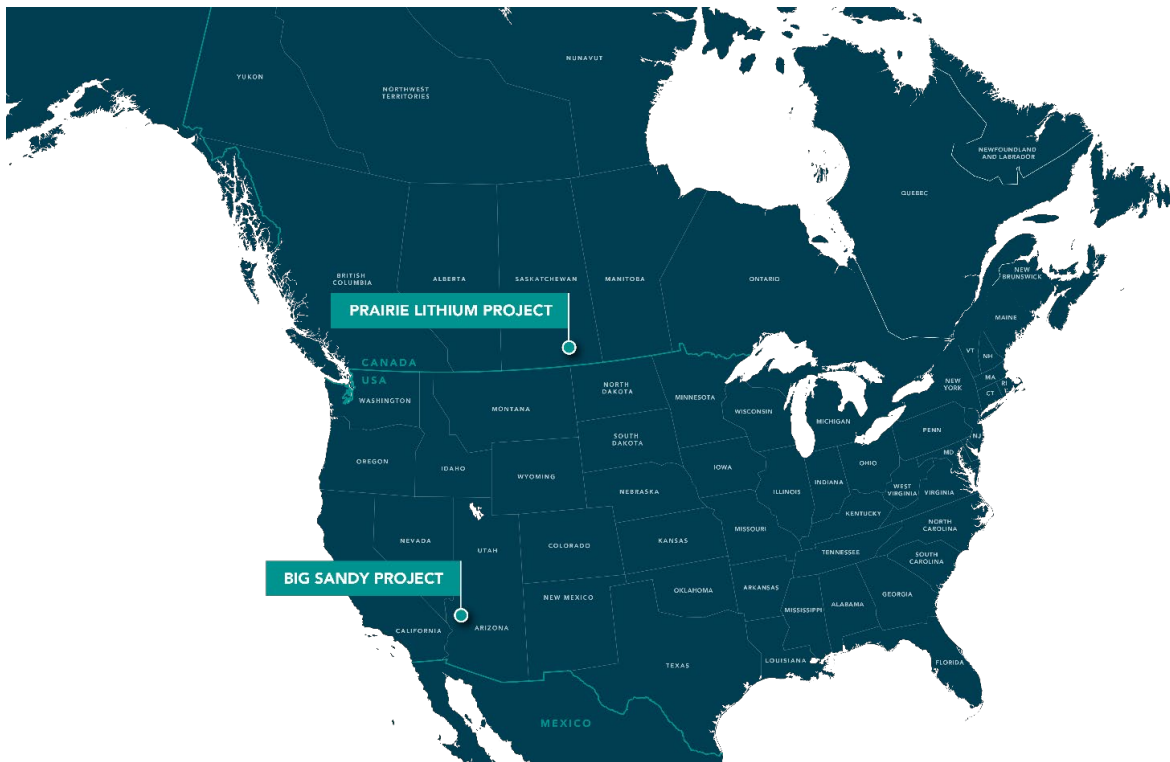 YUKON
NORTHWEST
TERRITORIES
NUNAVUT
NEWFOUNDLAND
AND LABRADOR
QUEBEC
BRITISH
COLUMBIA
ALBERTA
SASKATCHEWAN
MANITOBA
ONTARIO
NEW
BRUNSWICK
PRAIRIE LITHIUM PROJECT
MAINE
CANADA
USA
WASHINGTON
MONTANA
NORTH
DAKOTA
MINNESOTA
WISCONSIN
MICHIGAN
VT
NH
NEW
YORK
MA
RI
CT
OREGON
IDAHO
WYOMING
SOUTH
DAKOTA
IOWA
NEBRASKA
ILLINOIS
INDIANA
OHIO
PENN
NJ
MD
WEST
VIRGINIA
VIRGINIA
NEVADA
UTAH
COLORADO
KANSAS
MISSOURI
KENTUCKY
NORTH
CAROLINA
TENNESSEE
SOUTH
CAROLINA
BIG SANDY PROJECT
CALIFORNIA
ARIZONA
NEW MEXICO
OKLAHOMA
ARKANSAS
MISSISSIPPI
ALABAMA
GEORGIA
TEXAS
LOUISIANA
FLORIDA
MEXICO